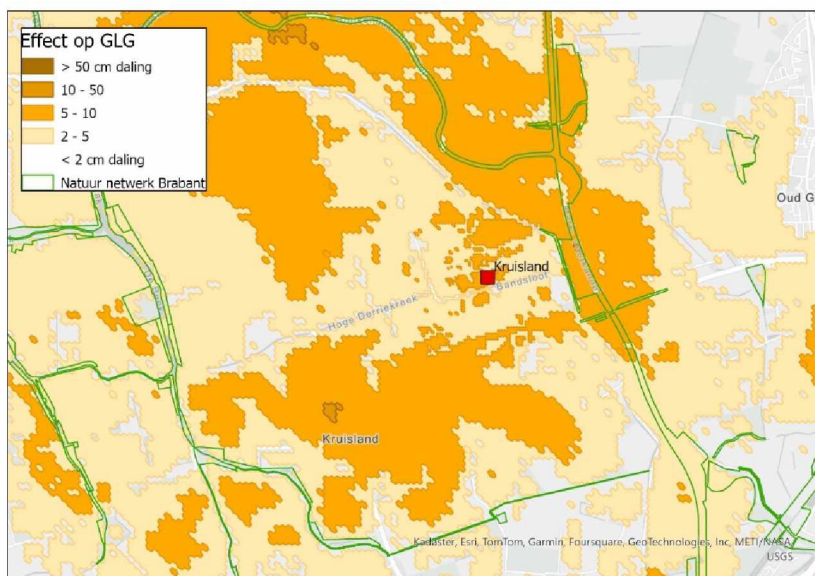 Effect op GLG
> 50 cm daling
10 - 50
5 - 10
2 - 5
< 2 cm daling
Natuur netwerk Brabant
Oud G
Kruisland
Bandsloot
Hoge Derriekreek
Kruisland
Kadaster, Esri, TomTom, Garmin, Foursquare, GeoTechnologies, Inc, METI/NASA,
USGS